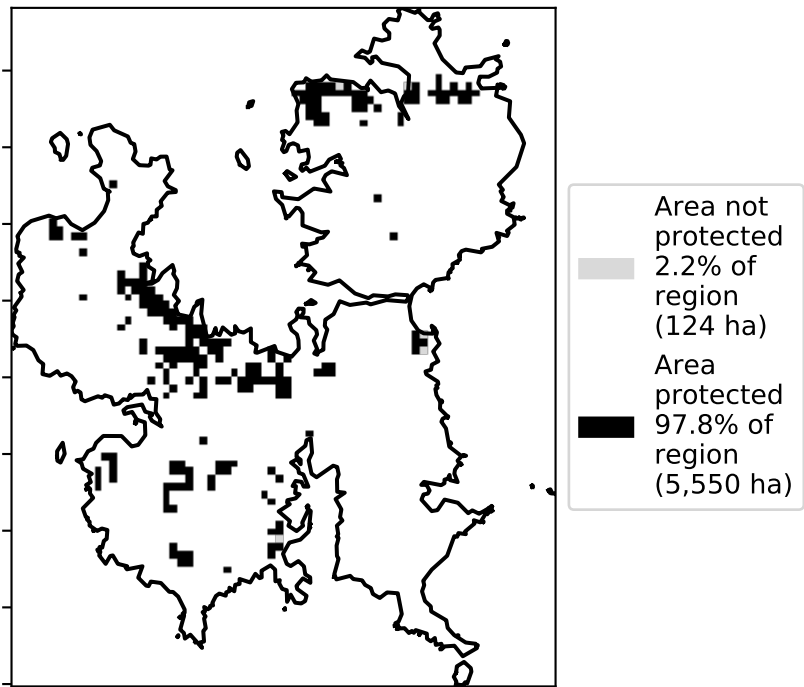 Area not
protected
2.2% of
region
(124 ha)
Area
protected
97.8% of
region
(5,550 ha)